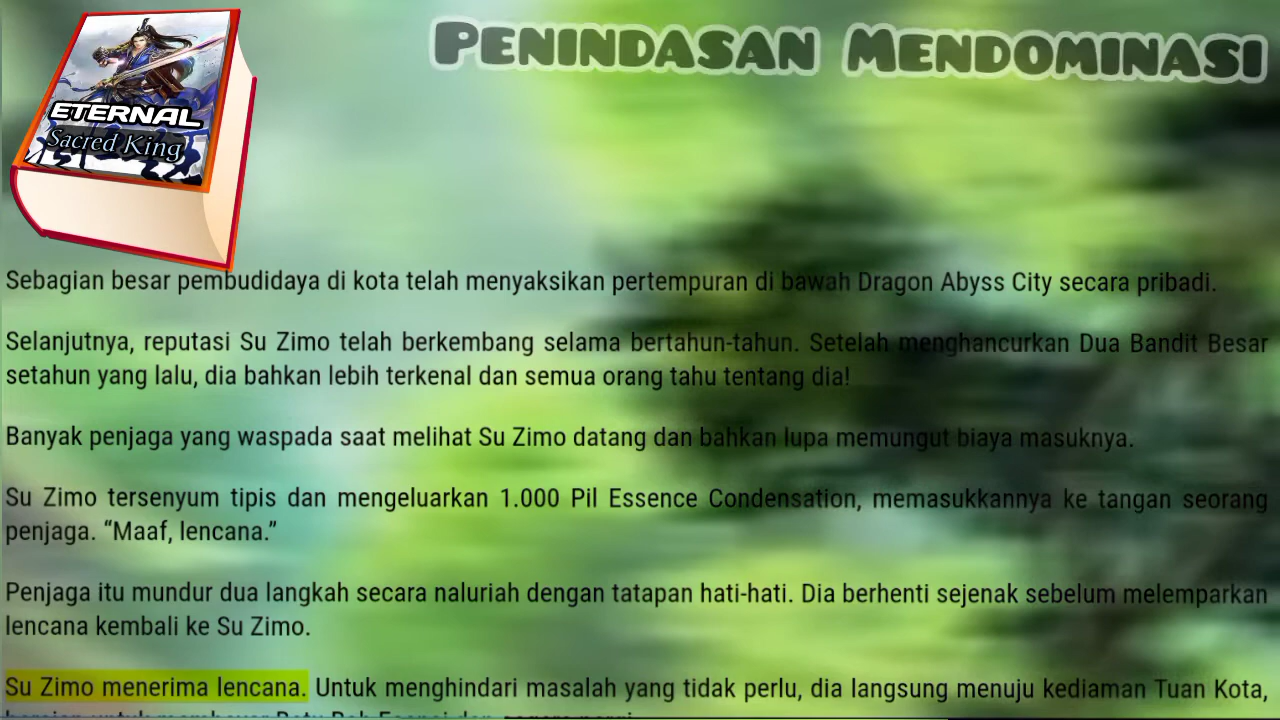 PENINDASAN MENDOMINASI
ETERNAL
Sacred King
Sebagian besar pembudidaya di kota telah menyaksikan pertempuran di bawah Dragon Abyss City secara pribadi.
Selanjutnya, reputasi Su Zimo telah berkembang selama bertahun-tahun. Setelah menghancurkan Dua Bandit Besar
setahun yang lalu, dia bahkan lebih terkenal dan semua orang tahu tentang dia!
Banyak penjaga yang waspada saat melihat Su Zimo datang dan bahkan lupa memungut biaya masuknya.
Su Zimo tersenyum tipis dan mengeluarkan 1.000 Pil Essence Condensation, memasukkannya ke tangan seorang
penjaga. “Maaf, lencana.”
Penjaga itu mundur dua langkah secara naluriah dengan tatapan hati-hati. Dia berhenti sejenak sebelum melemparkan
lencana kembali ke Su Zimo.
Su Zimo menerima lencana. Untuk menghindari masalah yang tidak perlu, dia langsung menuju kediaman Tuan Kota,